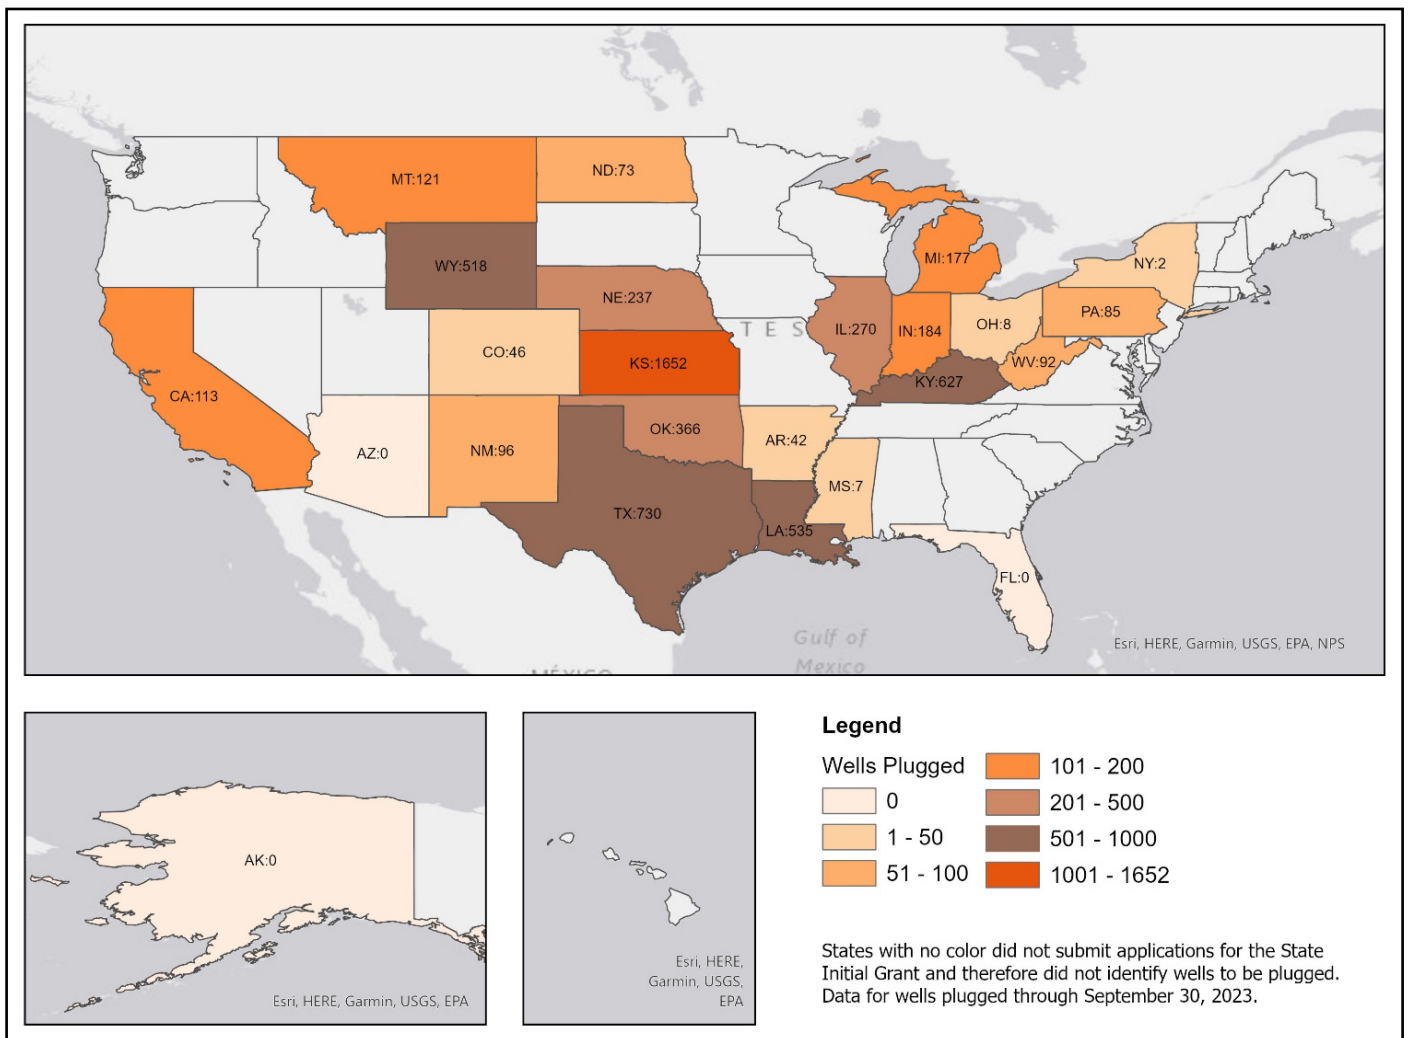 MT:121
ND:73
WY:518
MI:177
NY:2
NE:237
PA:85
IL:270
IN:184
OH:8
T E S
CO:46
KS:1652
WV:92
KY:627
CA:113
OK:366
AR:42
AZ:0
NM:96
MS:7
TX:730
LA:535
FL:0
Gulf of
Mexico
MÉXICO
Esri, HERE, Garmin, USGS, EPA, NPS
AK:0
Esri, HERE, Garmin, USGS, EPA
Esri, HERE,
Garmin, USGS,
EPA
Legend
Wells Plugged
0
1 - 50
51 - 100
101 - 200
201 - 500
501 - 1000
1001 - 1652
States with no color did not submit applications for the State
Initial Grant and therefore did not identify wells to be plugged.
Data for wells plugged through September 30, 2023.